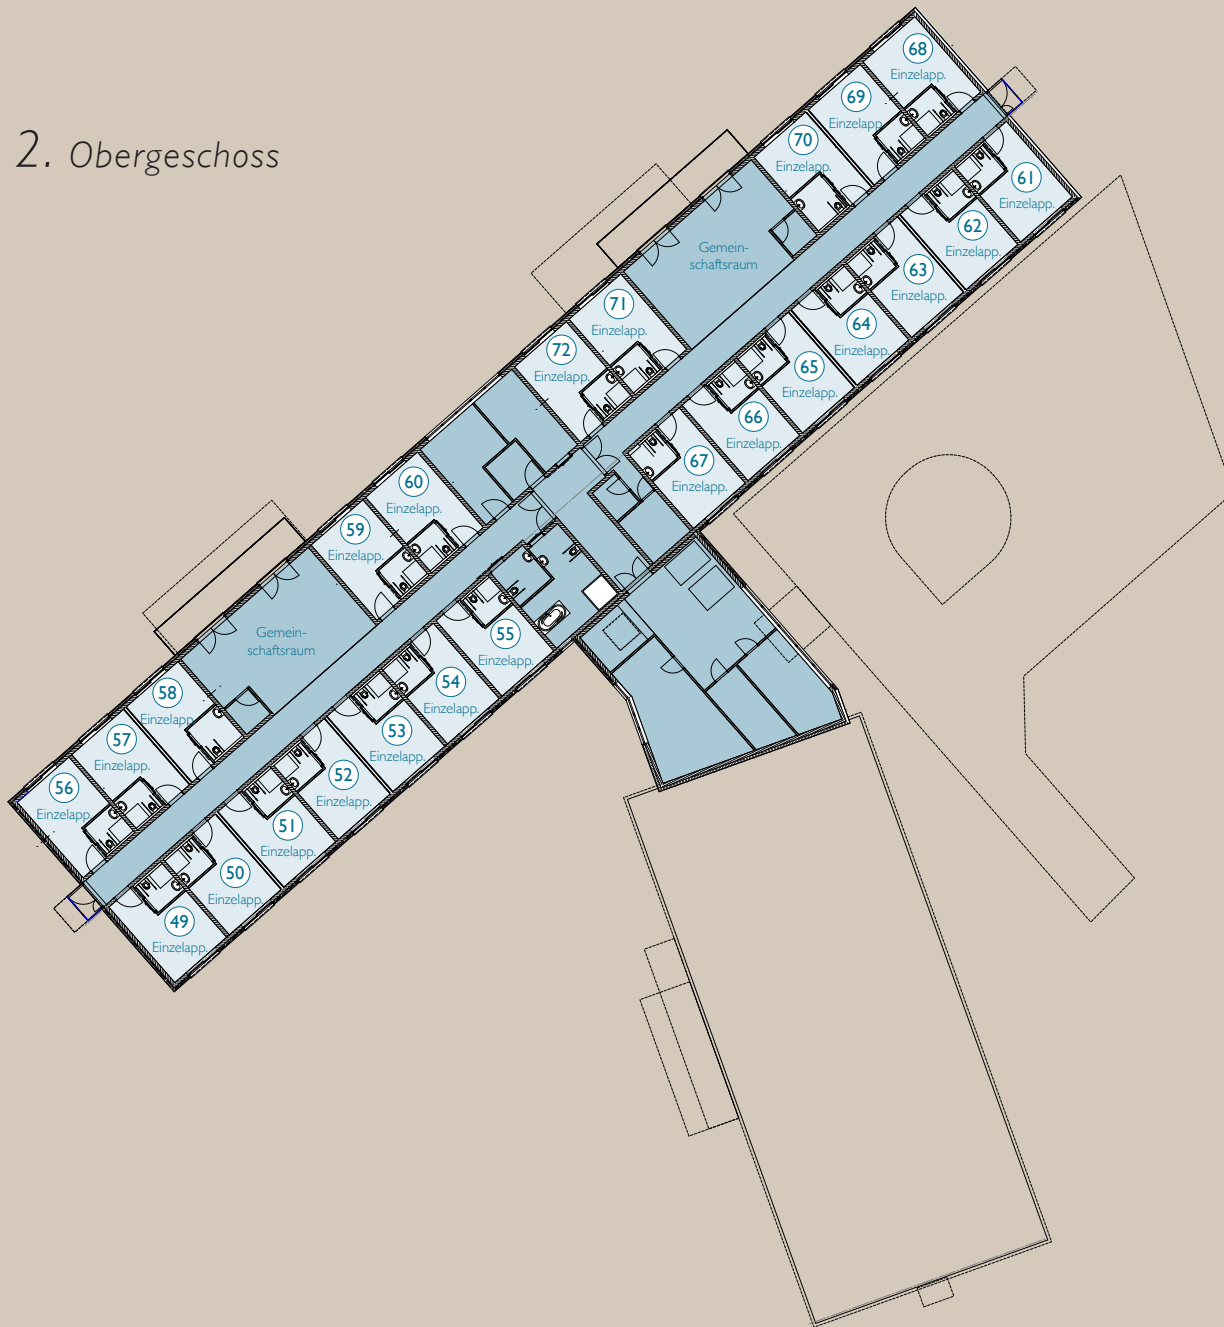 2. Obergeschoss
68
Einzelapp.
69
Einzelapp.
70
Einzelapp.
61
Einzelapp.
62
Einzelapp.
Gemein-
schaftsraum
63
Einzelapp.
71
Einzelapp.
64
Einzelapp.
72
Einzelapp.
65
Einzelapp.
66
Einzelapp.
67
Einzelapp.
60
Einzelapp.
59
Einzelapp.
Gemein-
schaftsraum
55
Einzelapp.
54
Einzelapp.
58
Einzelapp.
53
Einzelapp.
57
Einzelapp.
52
Einzelapp.
56
Einzelapp.
51
Einzelapp.
50
Einzelapp.
49
Einzelapp.